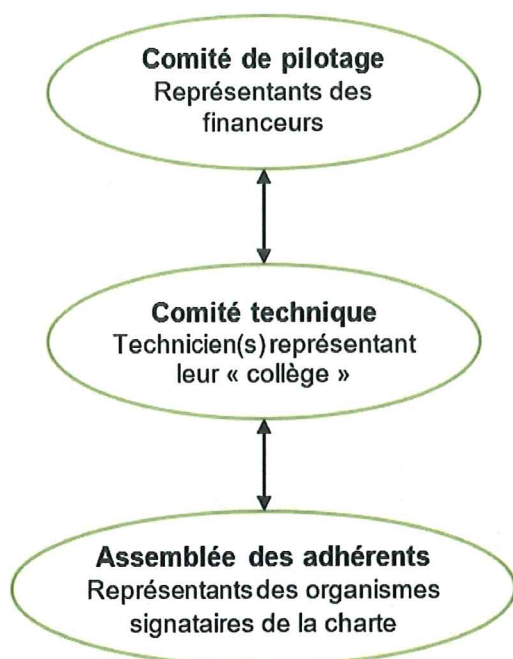 Comité de pilotage
Représentants des
financeurs
Comité technique
Technicien(s) représentant
leur « collège »
Assemblée des adhérents
Représentants des organismes
signataires de la charte